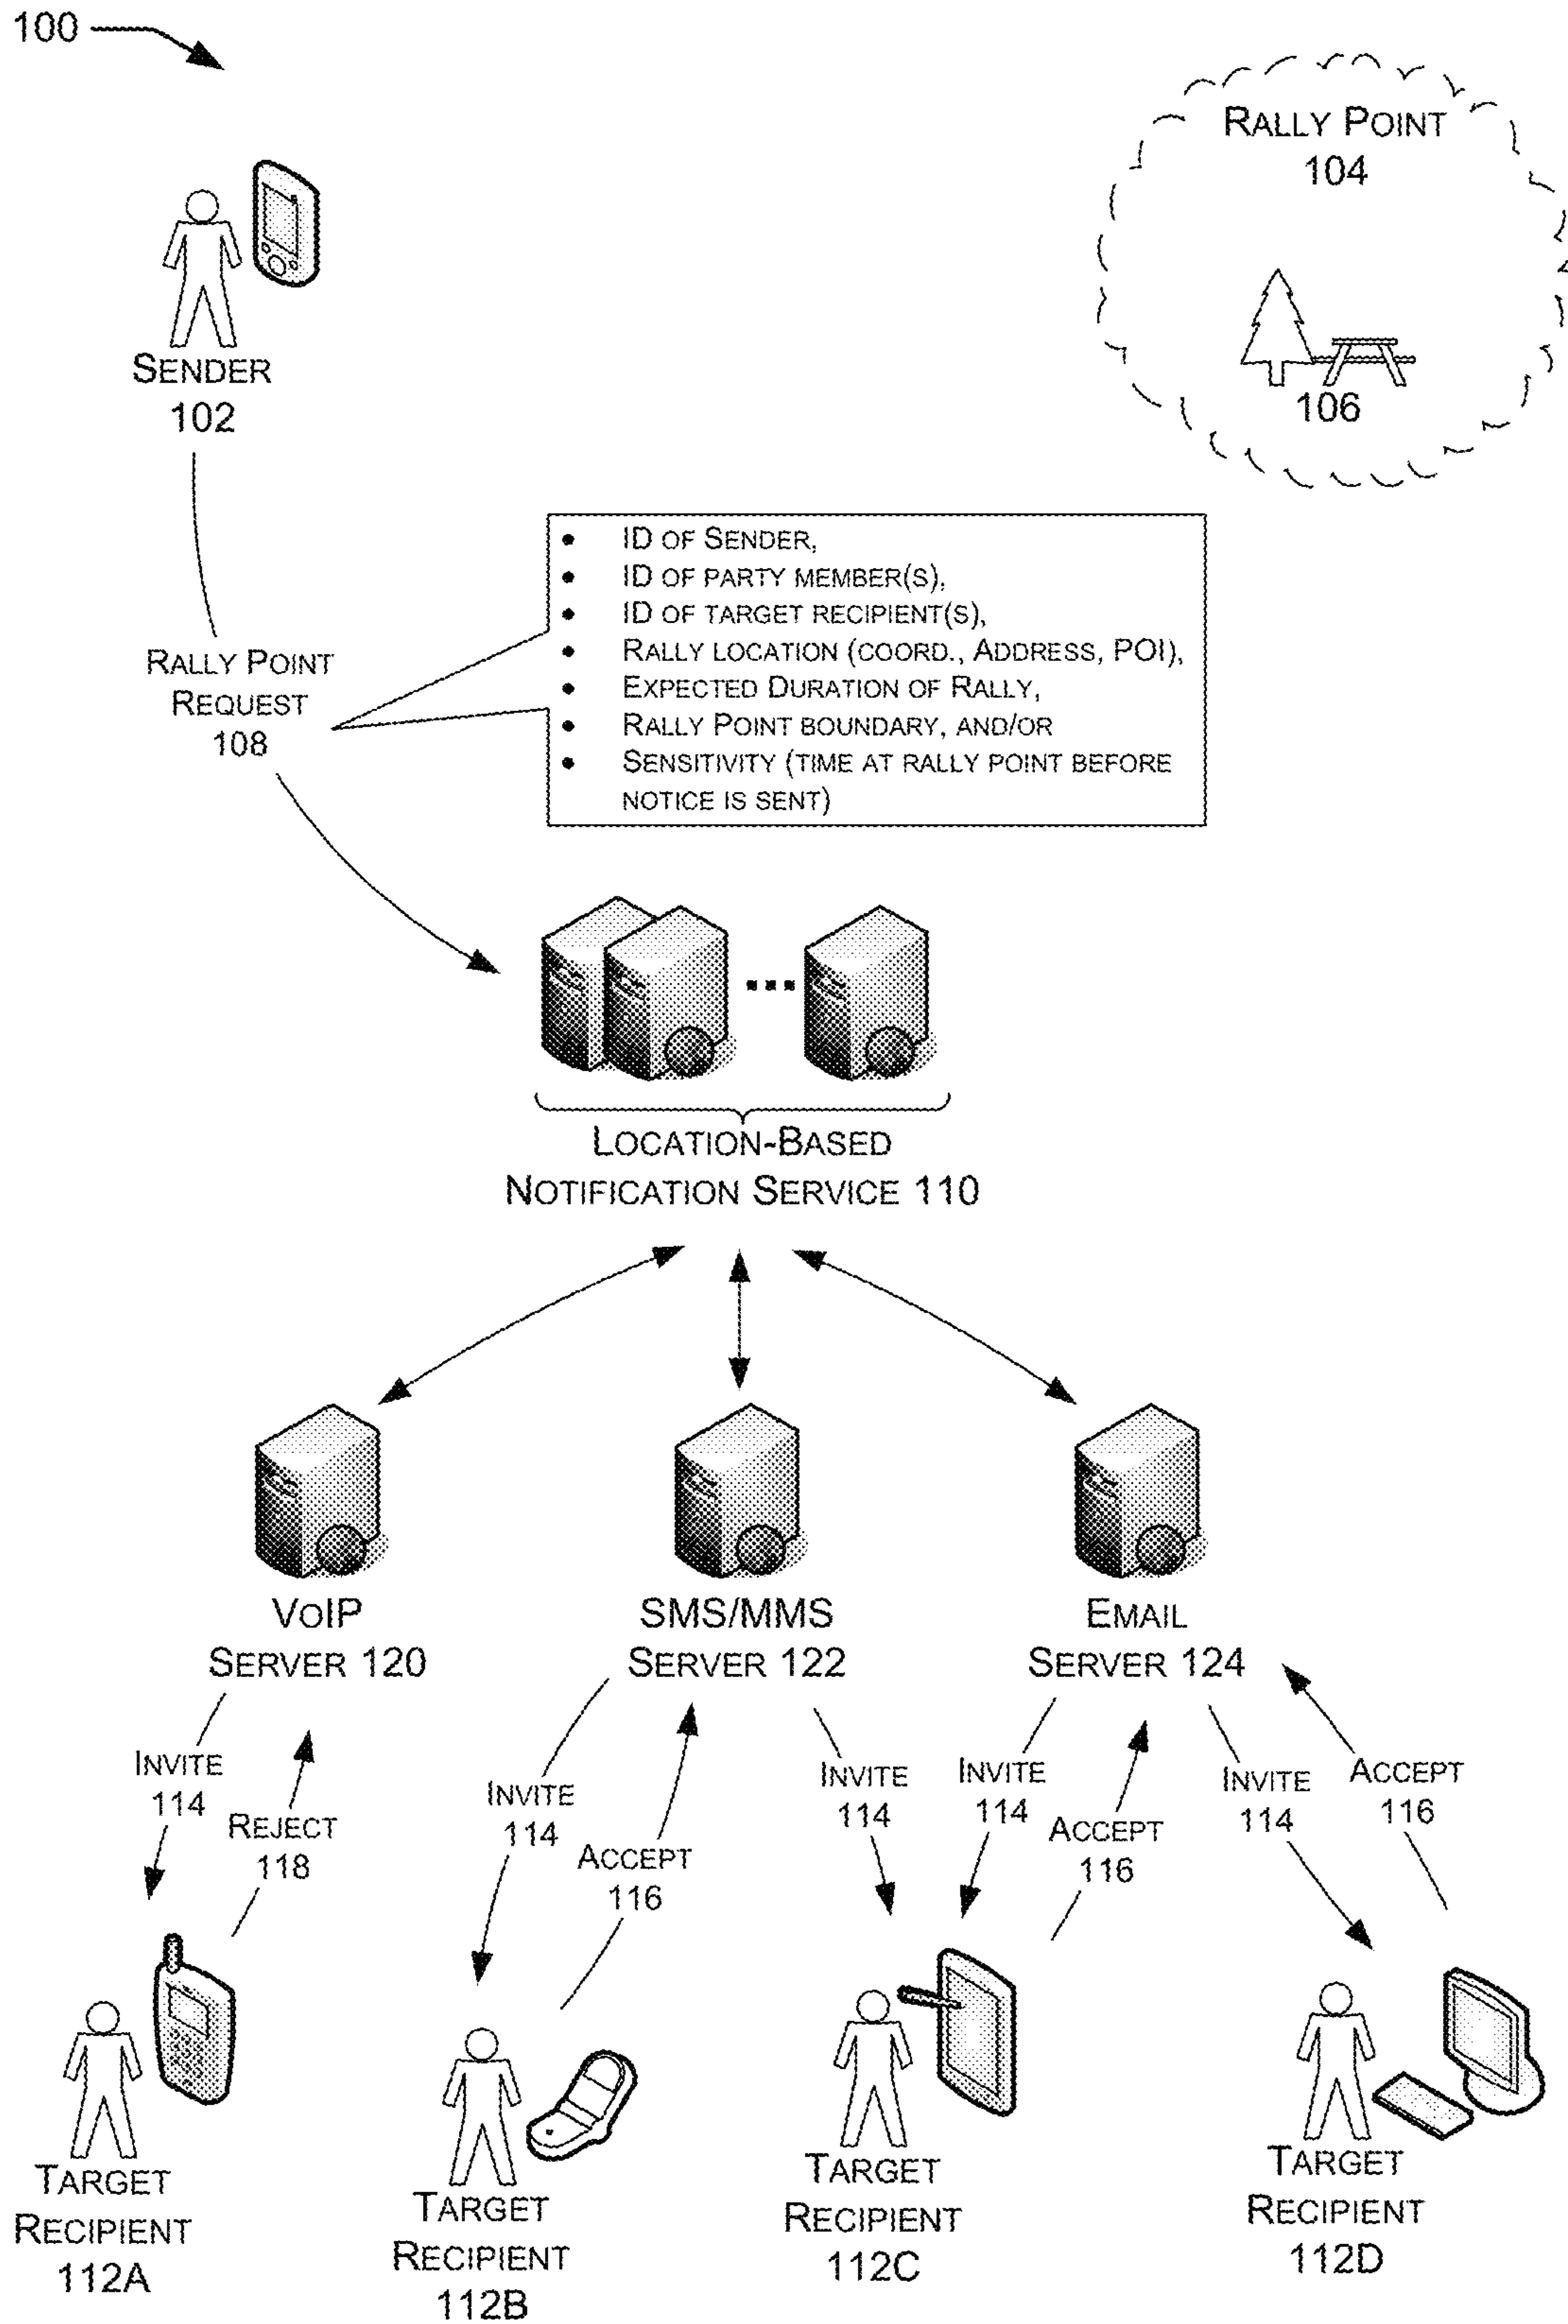 100
RALLY POINT
104
106
SENDER
102
RALLY POINT
REQUEST
108
• ID OF SENDER,
• ID OF PARTY MEMBER(S),
• ID OF TARGET RECIPIENT(S),
• RALLY LOCATION (COORD., ADDRESS, POI),
• EXPECTED DURATION OF RALLY,
• RALLY POINT BOUNDARY, AND/OR
• SENSITIVITY (TIME AT RALLY POINT BEFORE
NOTICE IS SENT)
LOCATION-BASED
NOTIFICATION SERVICE 110
VOIP
SERVER 120
SMS/MMS
SERVER 122
EMAIL
SERVER 124
INVITE
114
REJECT
118
INVITE
114
ACCEPT
116
INVITE
114
INVITE
114
ACCEPT
116
INVITE
114
ACCEPT
116
TARGET
RECIPIENT
112A
TARGET
RECIPIENT
112B
TARGET
RECIPIENT
112C
TARGET
RECIPIENT
112D